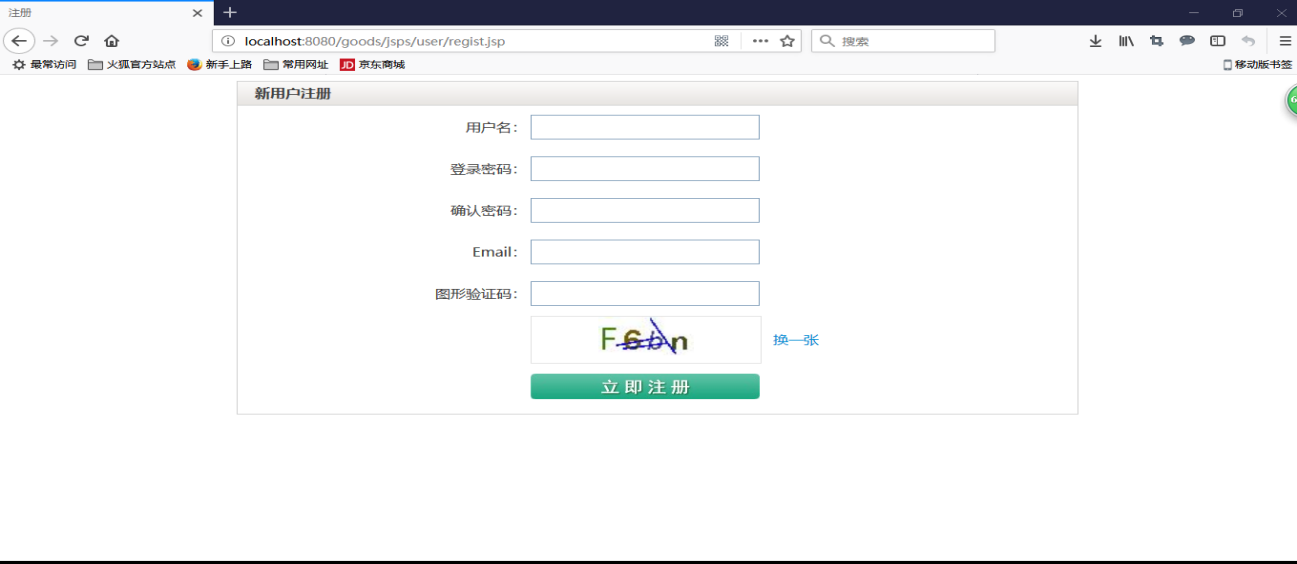 注册
localhost:8080/goods/jsps/user/regist.jsp
搜索
最常访问 火狐官方站点 新手上路 常用网址 JD 京东商城 移动版书签
新用户注册
用户名：
登录密码：
确认密码：
Email：
图形验证码：
换一张
立即注册